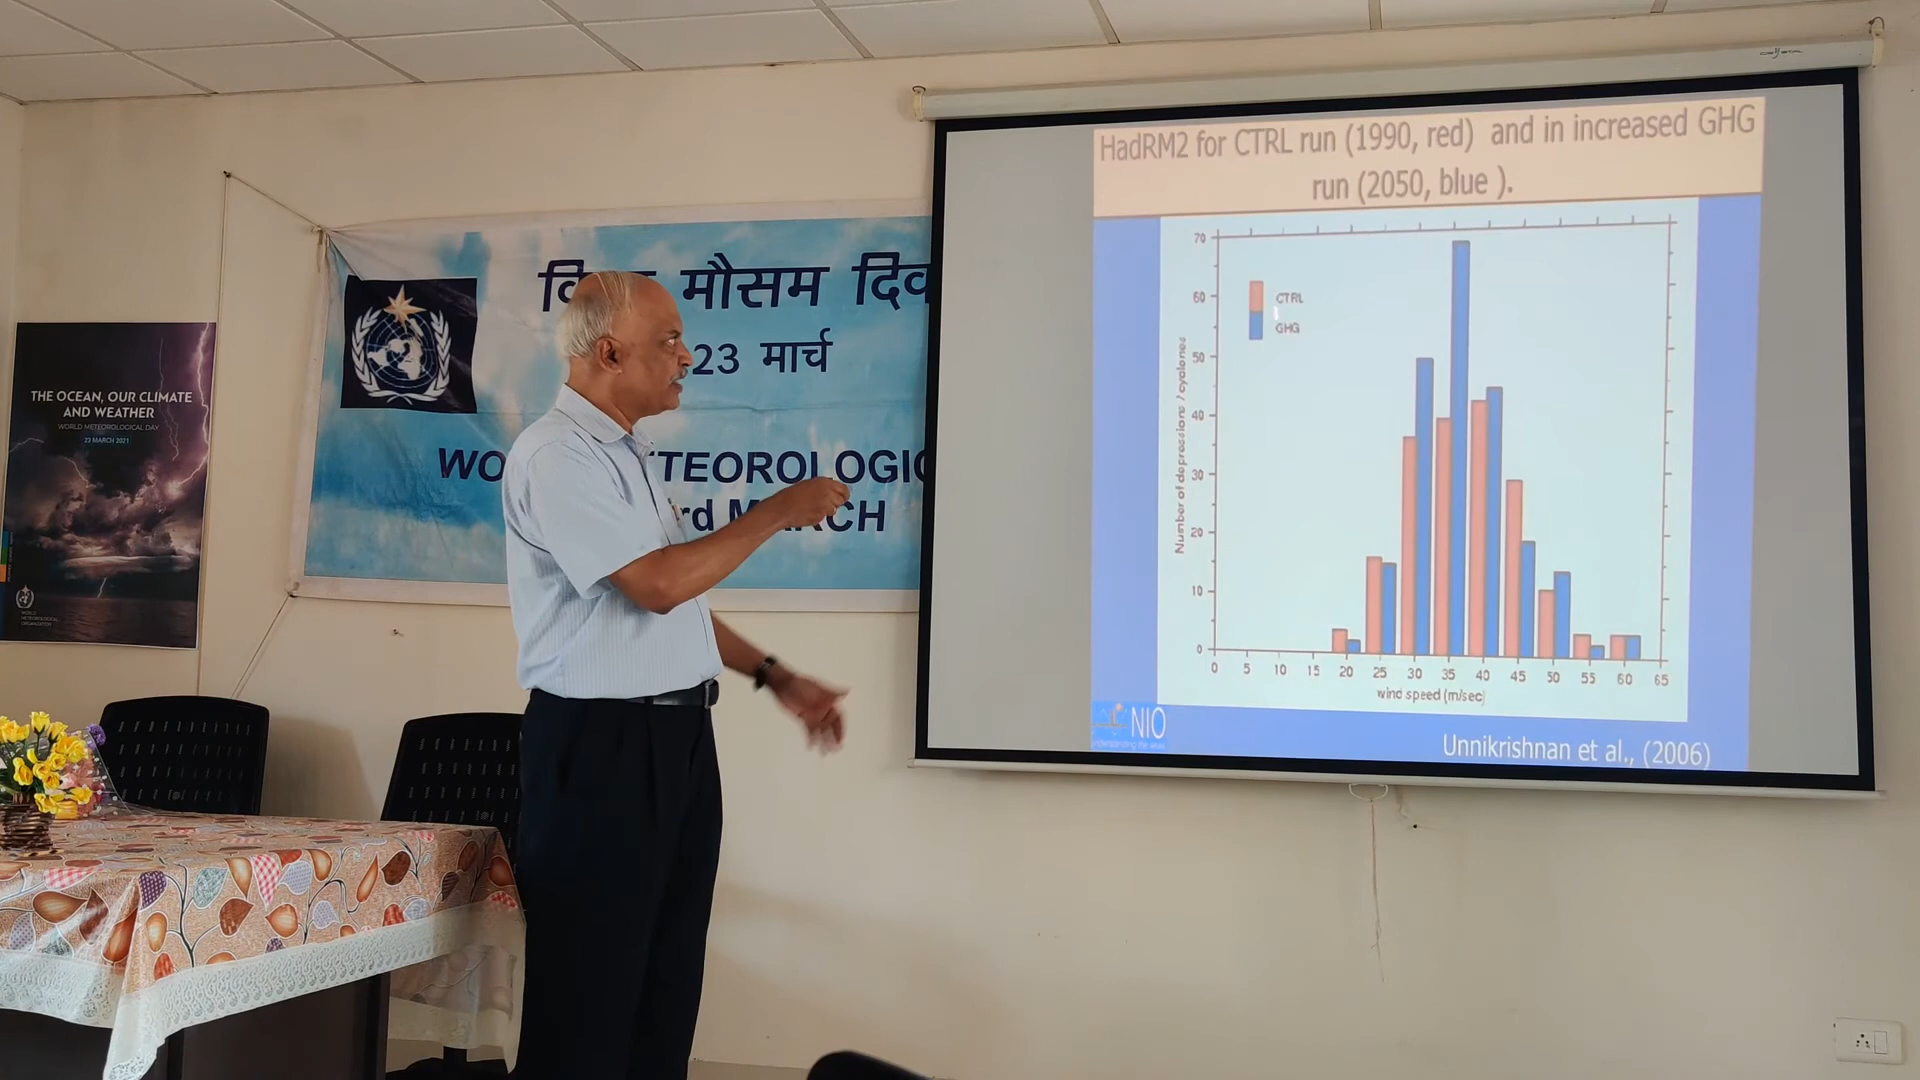 THE OCEAN, OUR CLIMATE
AND WEATHER
WORLD METEOROLOGICAL DAY
23 MARCH 2021
WORLD
METEOROLOGICAL
ORGANIZATION
मौसम
23 मार्च
HadRM2 for CTRL run (1990, red) and in increased GHG
run (2050, blue ).
CTRL
GHG
Number of depressions / cyclones
70
60
50
40
30
20
10
0
0 5 10 15 20 25 30 35 40 45 50 55 60 65
wind speed (m/sec)
NIO
Unnikrishnan et al., (2006)